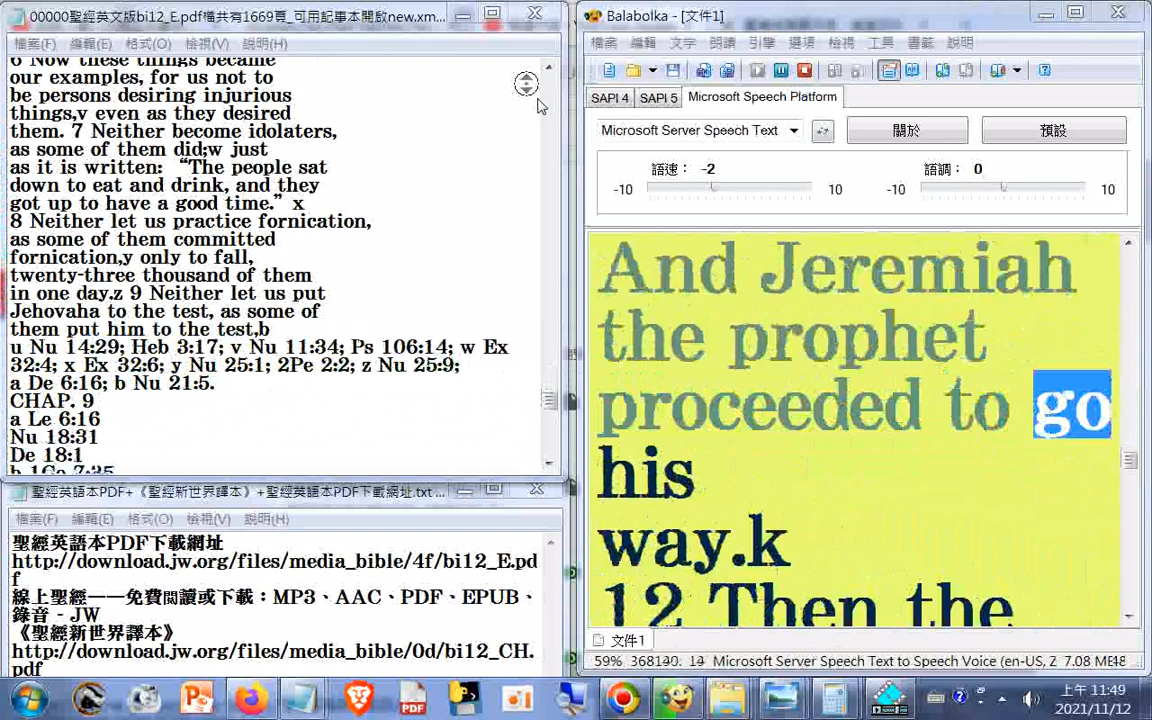 00000聖經英文版bi12_E.pdf檔共有1669頁_可用記事本開啟new.xm...
檔案(F) 編輯(E) 格式(O) 檢視(V) 說明(H)
6 Now these things became
our examples, for us not to
be persons desiring injurious
things,v even as they desired
them. 7 Neither become idolaters,
as some of them did;w just
as it is written: “The people sat
down to eat and drink, and they
got up to have a good time.” x
8 Neither let us practice fornication,
as some of them committed
fornication,y only to fall,
twenty-three thousand of them
in one day.z 9 Neither let us put
Jehovaha to the test, as some of
them put him to the test,b
u Nu 14:29; Heb 3:17; v Nu 11:34; Ps 106:14; w Ex
32:4; x Ex 32:6; y Nu 25:1; 2Pe 2:2; z Nu 25:9;
a De 6:16; b Nu 21:5.
CHAP. 9
a Le 6:16
Nu 18:31
De 18:1
b 1Co 7:35
聖經英語本PDF+《聖經新世界譯本》+聖經英語本PDF下載網址.txt ...
檔案(F) 編輯(E) 格式(O) 檢視(V) 說明(H)
聖經英語本PDF下載網址
http://download.jw.org/files/media_bible/4f/bi12_E.pd
f
線上聖經——免費閱讀或下載：MP3、AAC、PDF、EPUB、
錄音 - JW
《聖經新世界譯本》
http://download.jw.org/files/media_bible/0d/bi12_CH.
pdf
Balabolka - [文件1]
檔案 編輯 文字 朗讀 引擎 選項 檢視 工具 書籤 說明
SAPI 4 SAPI 5 Microsoft Speech Platform
Microsoft Server Speech Text 關於 預設
語速： -2 語調： 0
-10 10 -10 10
And Jeremiah
the prophet
proceeded to go
his
way.k
12 Then the
文件1
59% 368140: 14 Microsoft Server Speech Text to Speech Voice (en-US, Z 7.08 ME48
上午 11:49
2021/11/12